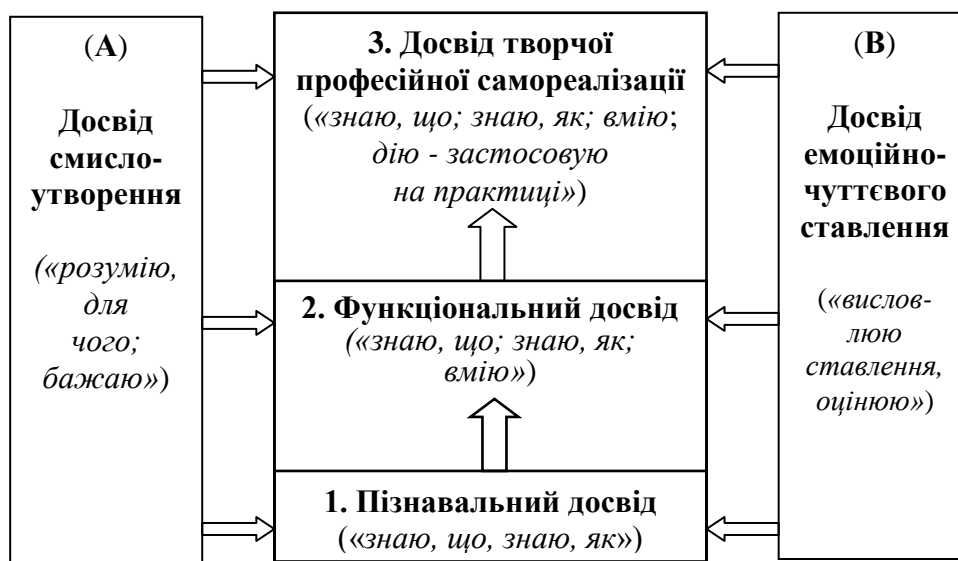 (А)
Досвід
смисло-
утворення
(«розумію,
для
чого;
бажаю»)
3. Досвід творчої
професійної самореалізації
(«знаю, що; знаю, як; вмію;
дію - застосовую
на практиці»)
2. Функціональний досвід
(«знаю, що; знаю, як;
вмію»)
1. Пізнавальний досвід
(«знаю, що, знаю, як»)
(В)
Досвід
емоційно-
чуттєвого
ставлення
(«вислов-
люю
ставлення,
оцінюю»)